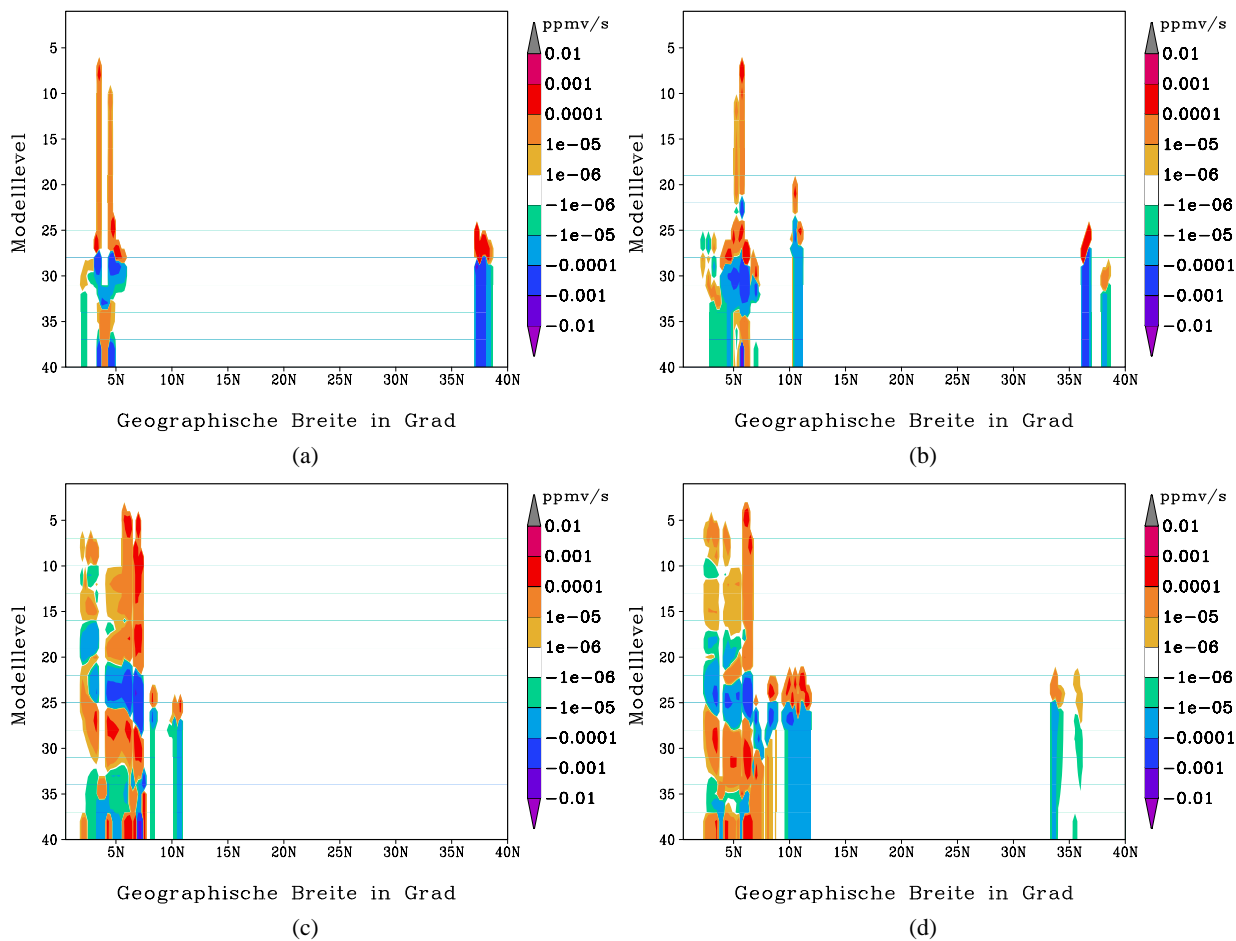 ppmv/s
0.01
0.001
0.0001
1e-05
1e-06
-1e-06
-1e-05
-0.0001
-0.001
-0.01
Modelllevel
5
10
15
20
25
30
35
40
5N 10N 15N 20N 25N 30N 35N 40N
Geographische Breite in Grad
(a)
ppmv/s
0.01
0.001
0.0001
1e-05
1e-06
-1e-06
-1e-05
-0.0001
-0.001
-0.01
Modelllevel
5
10
15
20
25
30
35
40
5N 10N 15N 20N 25N 30N 35N 40N
Geographische Breite in Grad
(b)
ppmv/s
0.01
0.001
0.0001
1e-05
1e-06
-1e-06
-1e-05
-0.0001
-0.001
-0.01
Modelllevel
5
10
15
20
25
30
35
40
5N 10N 15N 20N 25N 30N 35N 40N
Geographische Breite in Grad
(c)
ppmv/s
0.01
0.001
0.0001
1e-05
1e-06
-1e-06
-1e-05
-0.0001
-0.001
-0.01
Modelllevel
5
10
15
20
25
30
35
40
5N 10N 15N 20N 25N 30N 35N 40N
Geographische Breite in Grad
(d)